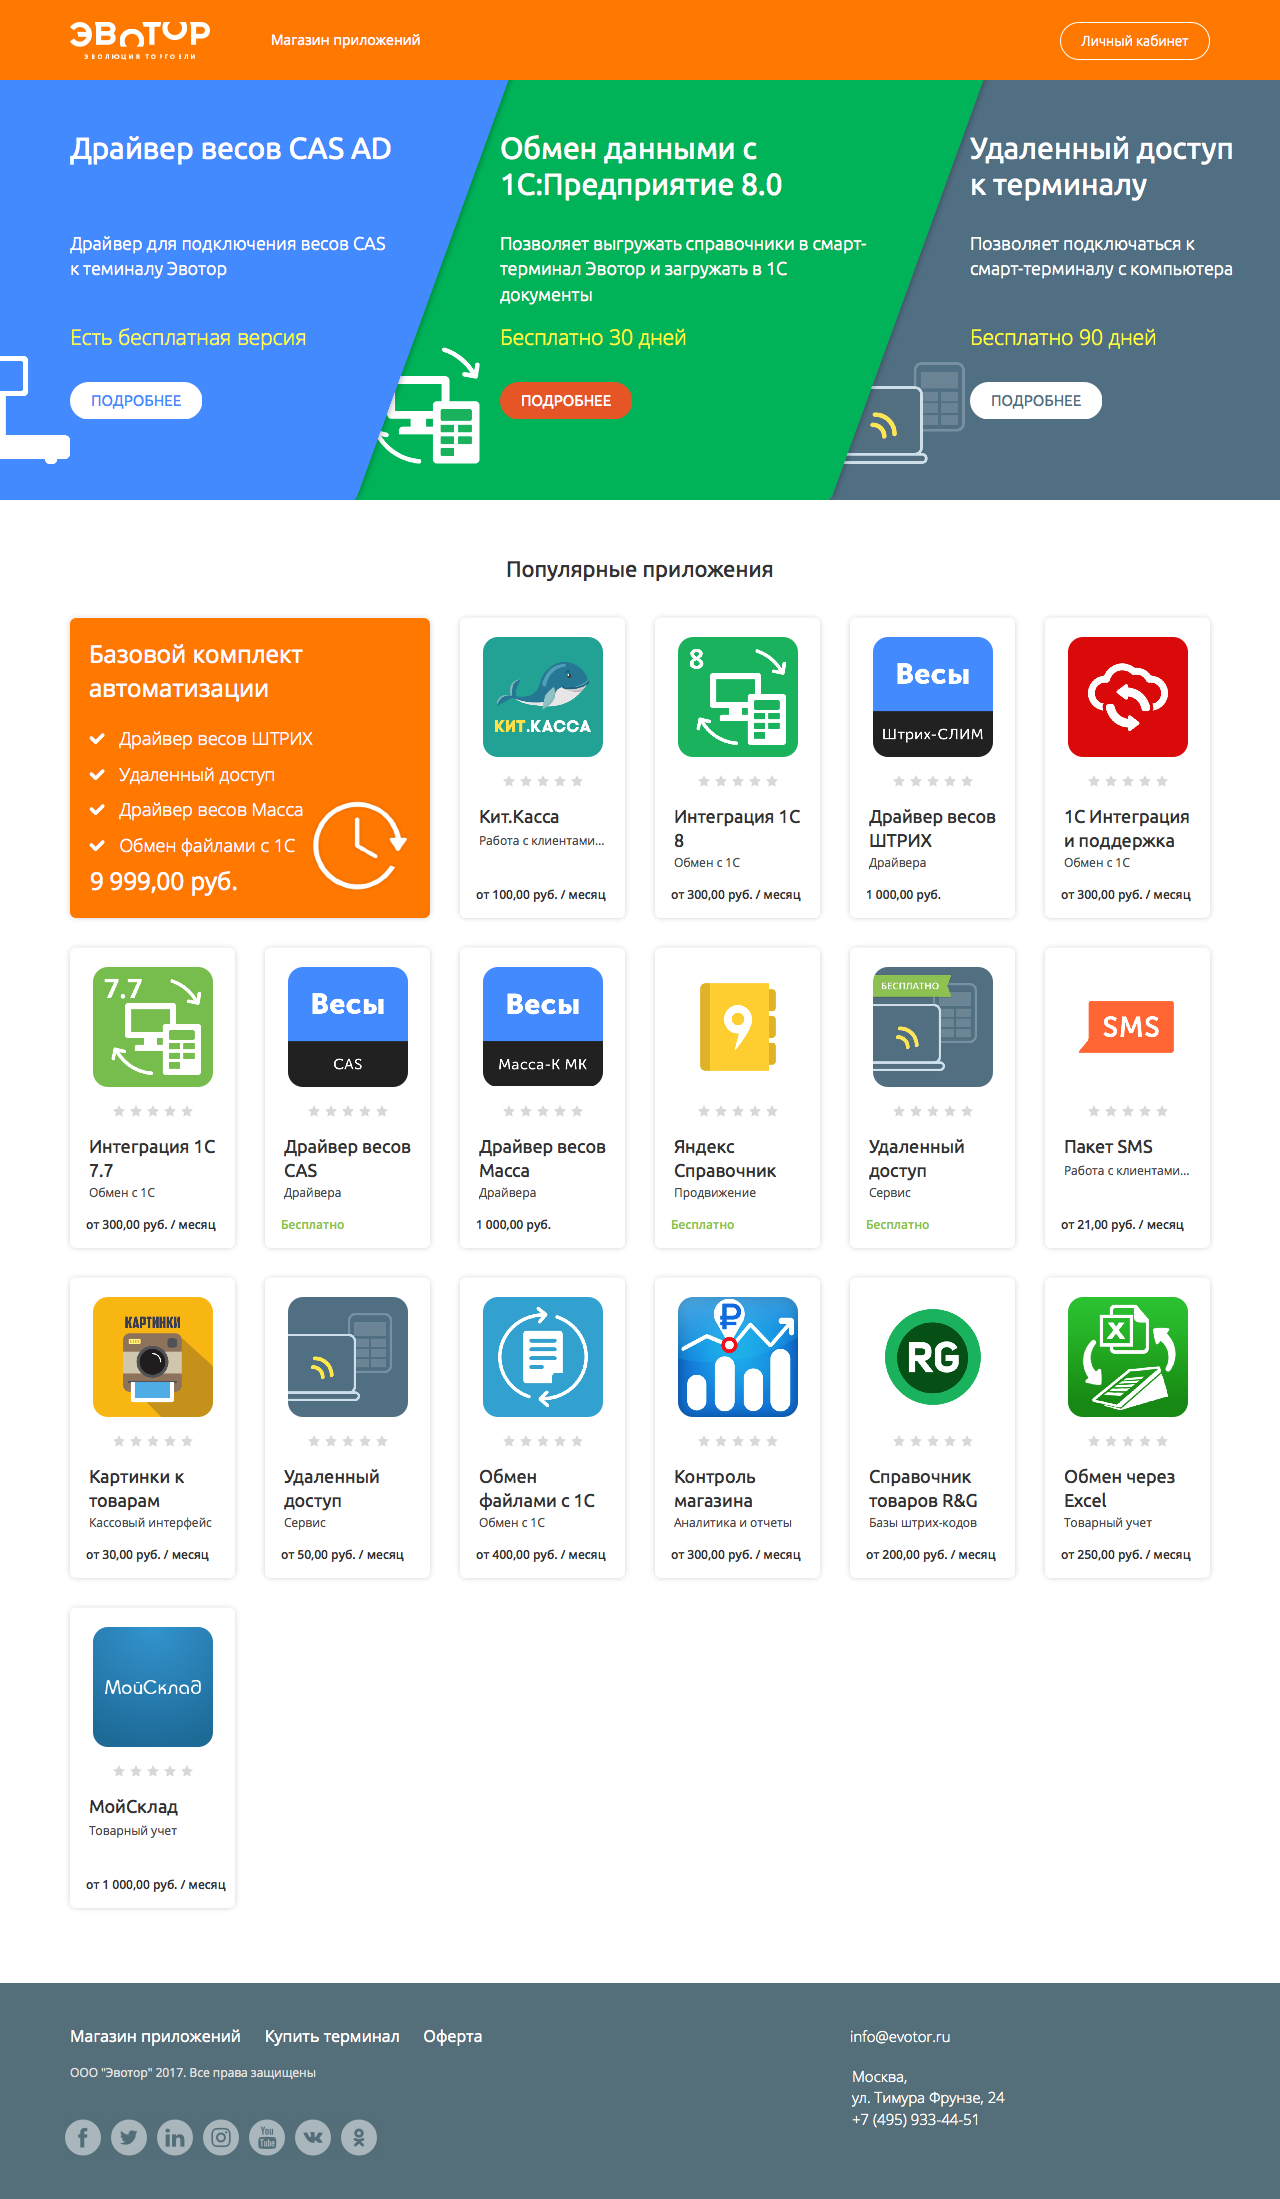 ЭВОТОР
ЭВОЛЮЦИЯ ТОРГОВЛИ
Магазин приложений
Личный кабинет
Драйвер весов CAS AD
Драйвер для подключения весов CAS
к теминалу Эвотор
Есть бесплатная версия
ПОДРОБНЕЕ
Обмен данными с
1С:Предприятие 8.0
Позволяет выгружать справочники в смарт-
терминал Эвотор и загружать в 1С
документы
Бесплатно 30 дней
ПОДРОБНЕЕ
Удаленный доступ
к терминалу
Позволяет подключаться к
смарт-терминалу с компьютера
Бесплатно 90 дней
ПОДРОБНЕЕ
Популярные приложения
Базовой комплект
автоматизации
Драйвер весов ШТРИХ
Удаленный доступ
Драйвер весов Масса
Обмен файлами с 1С
9 999,00 руб.
КИТ.КАССА
Кит.Касса
Работа с клиентами...
от 100,00 руб. / месяц
8
Интеграция 1С
8
Обмен с 1С
от 300,00 руб. / месяц
Весы
Штрих-СЛИМ
Драйвер весов
ШТРИХ
Драйвера
1 000,00 руб.
1С Интеграция
и поддержка
Обмен с 1С
от 300,00 руб. / месяц
7.7
Интеграция 1С
7.7
Обмен с 1С
от 300,00 руб. / месяц
Весы
CAS
Драйвер весов
CAS
Драйвера
Бесплатно
Весы
Масса-К МК
Драйвер весов
Масса
Драйвера
1 000,00 руб.
Яндекс
Справочник
Продвижение
Бесплатно
БЕСПЛАТНО
Удаленный
доступ
Сервис
Бесплатно
SMS
Пакет SMS
Работа с клиентами...
от 21,00 руб. / месяц
КАРТИНКИ
Картинки к
товарам
Кассовый интерфейс
от 30,00 руб. / месяц
Удаленный
доступ
Сервис
от 50,00 руб. / месяц
Обмен
файлами с 1С
Обмен с 1С
от 400,00 руб. / месяц
₽
Контроль
магазина
Аналитика и отчеты
от 300,00 руб. / месяц
RG
Справочник
товаров R&G
Базы штрих-кодов
от 200,00 руб. / месяц
X
Обмен через
Excel
Товарный учет
от 250,00 руб. / месяц
МойСклад
МойСклад
Товарный учет
от 1 000,00 руб. / месяц
Магазин приложений
Купить терминал
Оферта
ООО "Эвотор" 2017. Все права защищены
You
Tube
info@evotor.ru
Москва,
ул. Тимура Фрунзе, 24
+7 (495) 933-44-51